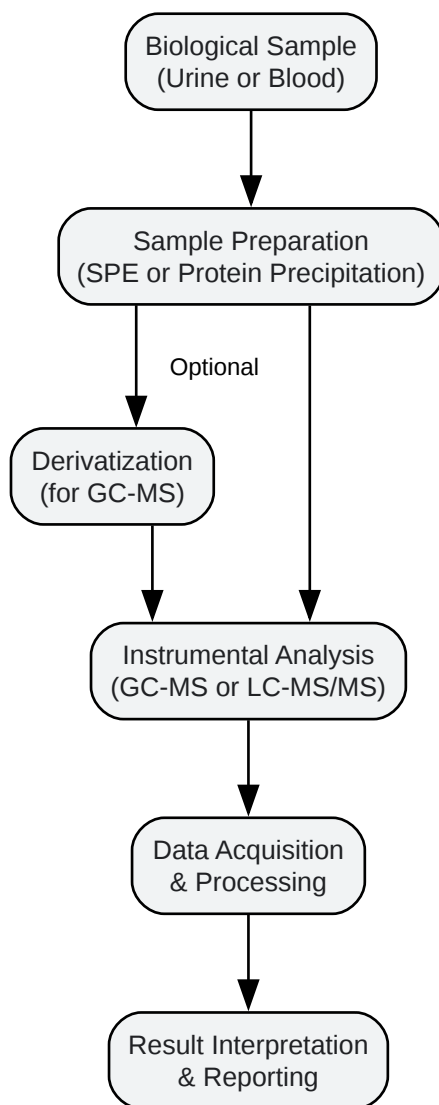 Biological Sample
(Urine or Blood)
Sample Preparation
(SPE or Protein Precipitation)
Optional
Derivatization
(for GC-MS)
Instrumental Analysis
(GC-MS or LC-MS/MS)
Data Acquisition
& Processing
Result Interpretation
& Reporting